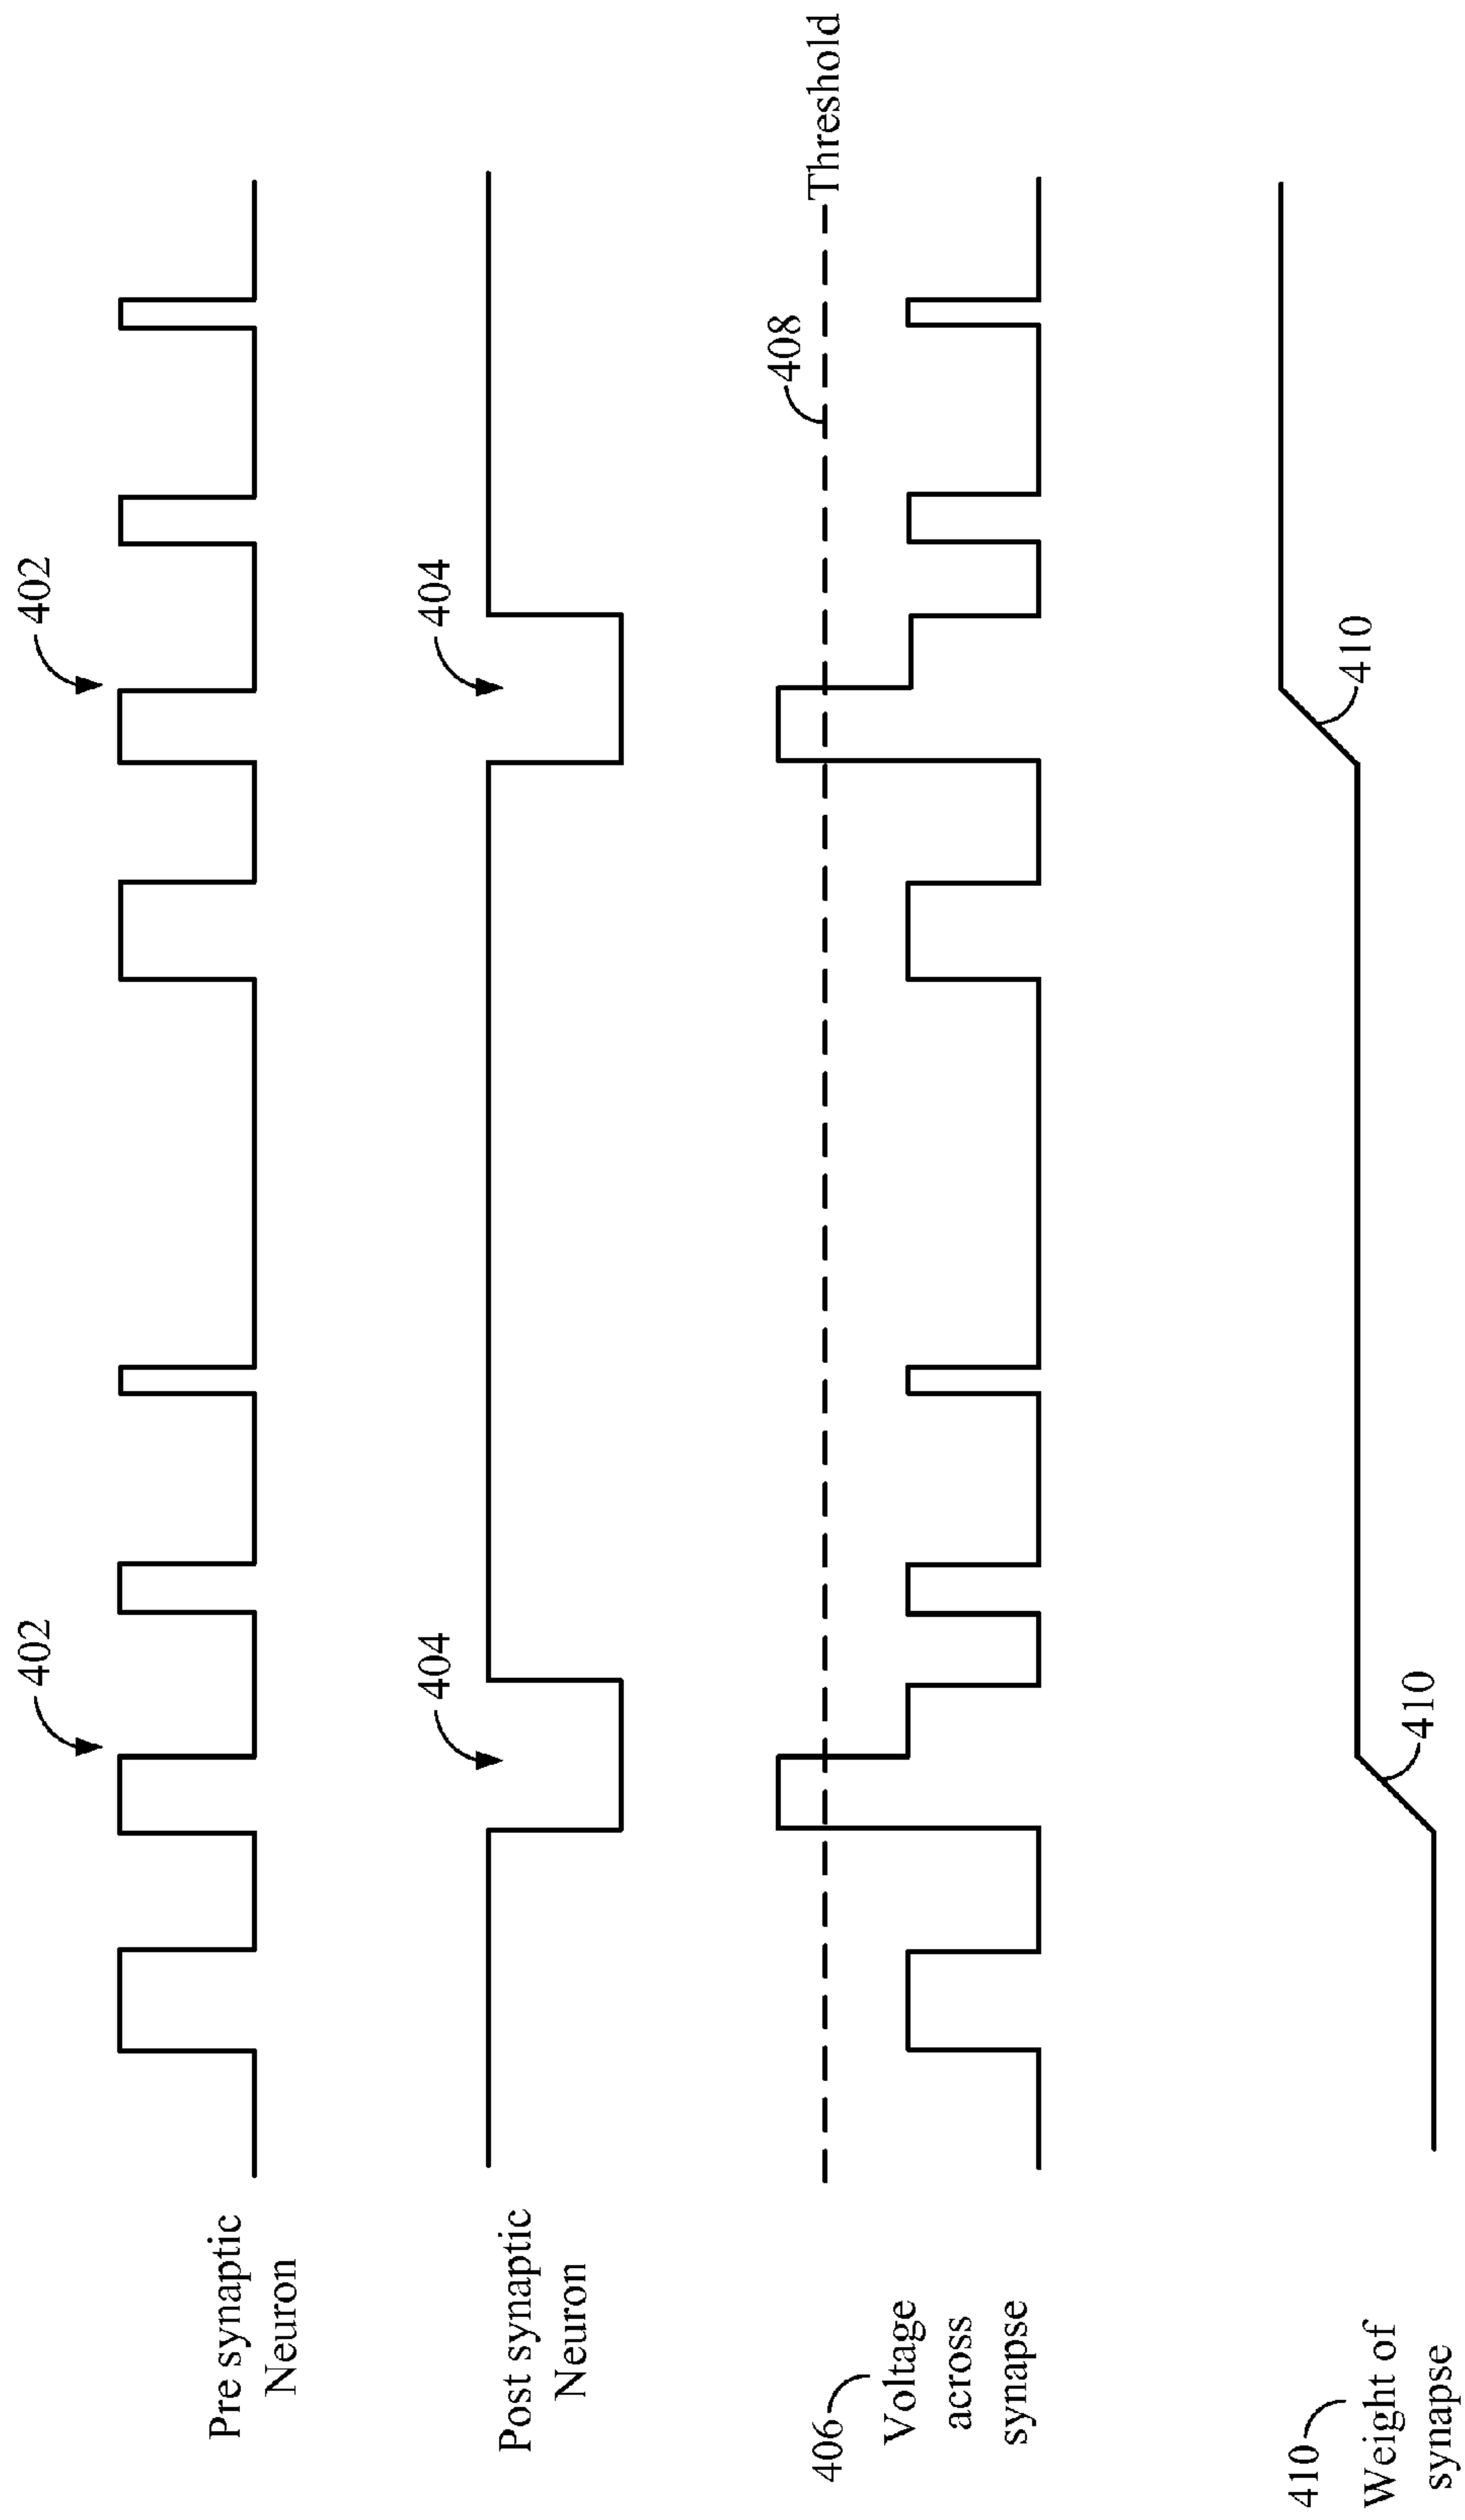 402
402
Pre synaptic
Neuron
404
404
Post synaptic
Neuron
408
Threshold
406
Voltage
across
synapse
410
410
410
Weight of
synapse